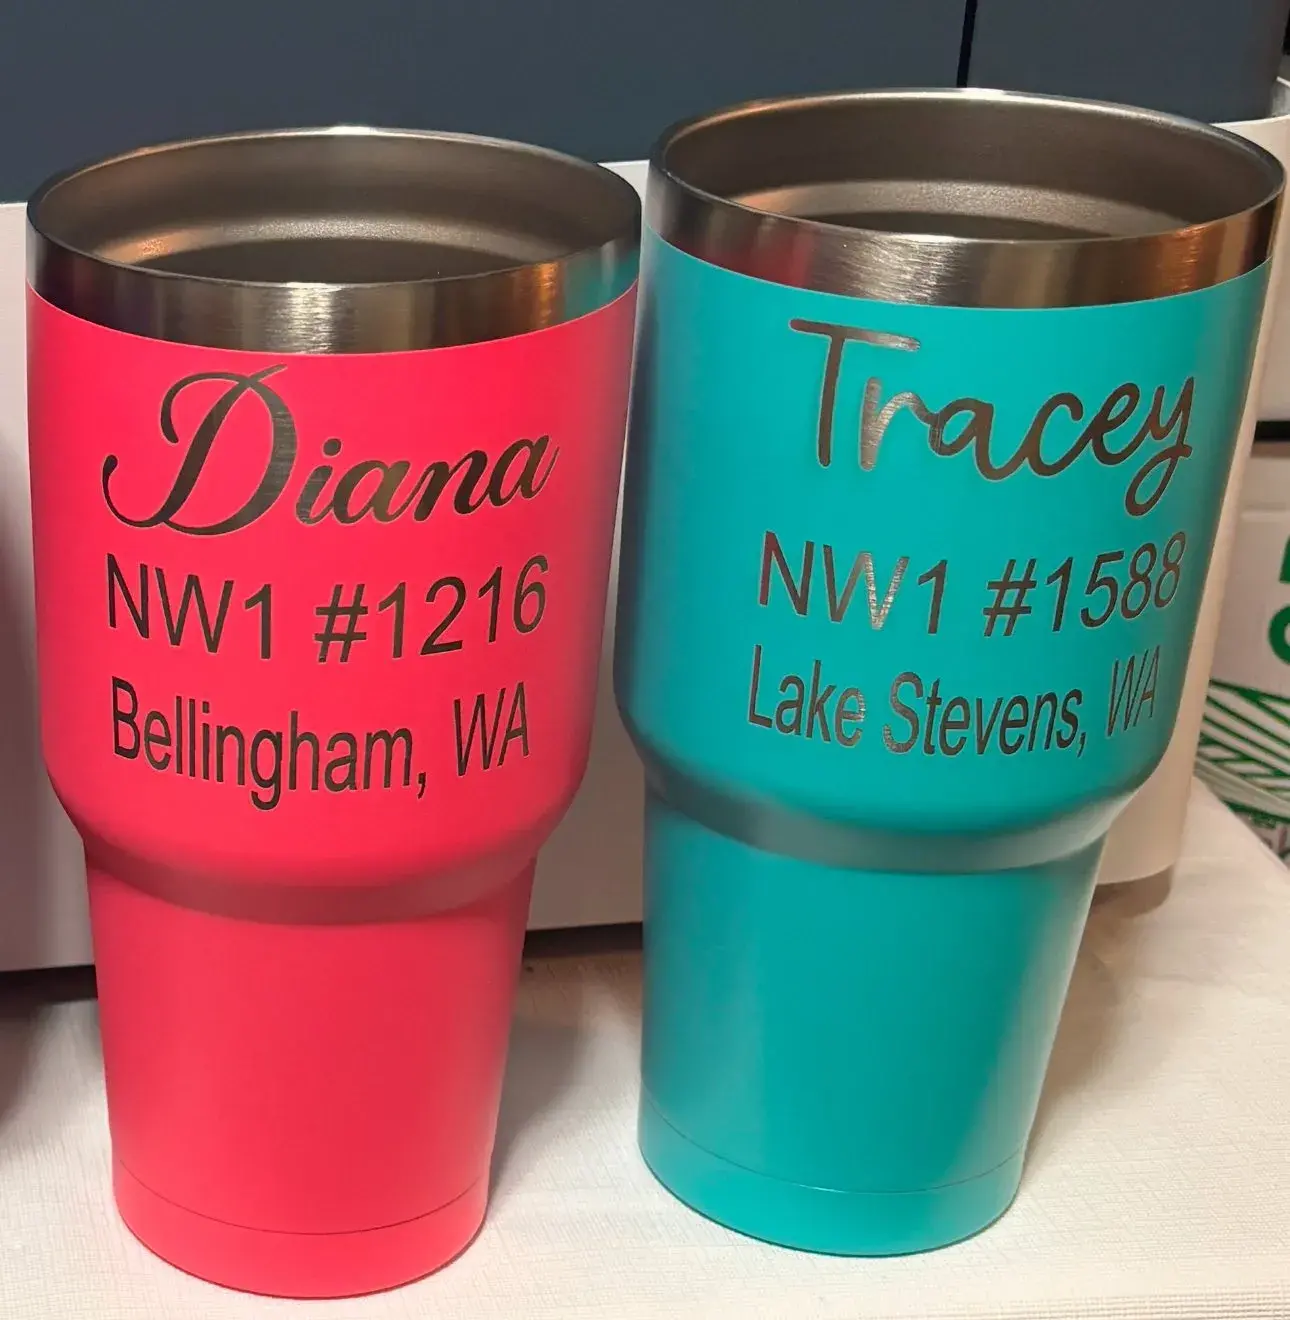 Diana
NW1 #1216
Bellingham, WA
Tracey
NW1 #1588
Lake Stevens, WA